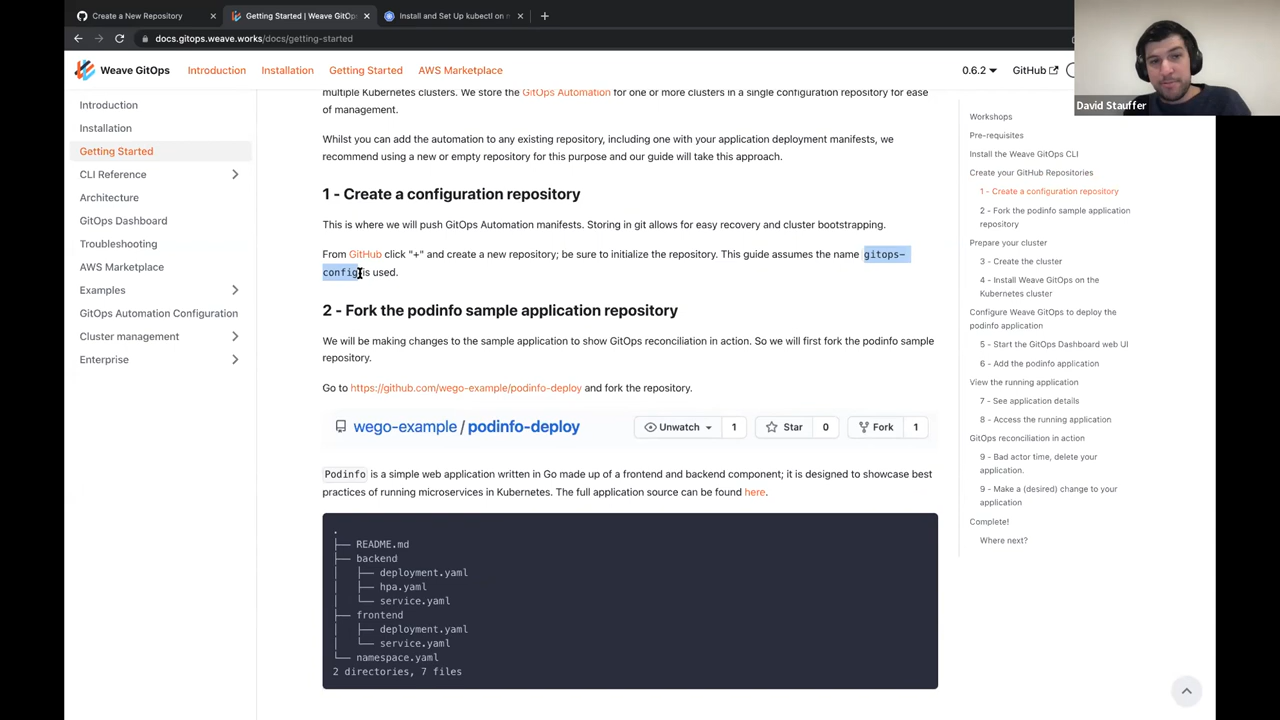 Create a New Repository
Getting Started | Weave GitOp
Install and Set Up kubectl on m
docs.gitops.weave.works/docs/getting-started
David Stauffer
Weave GitOps
Introduction
Installation
Getting Started
AWS Marketplace
0.6.2
GitHub
Introduction
Installation
Getting Started
CLI Reference
Architecture
GitOps Dashboard
Troubleshooting
AWS Marketplace
Examples
GitOps Automation Configuration
Cluster management
Enterprise
multiple Kubernetes clusters. We store the GitOps Automation for one or more clusters in a single configuration repository for ease
of management.
Whilst you can add the automation to any existing repository, including one with your application deployment manifests, we
recommend using a new or empty repository for this purpose and our guide will take this approach.
1 - Create a configuration repository
This is where we will push GitOps Automation manifests. Storing in git allows for easy recovery and cluster bootstrapping.
From GitHub click "+" and create a new repository; be sure to initialize the repository. This guide assumes the name gitops-
config is used.
2 - Fork the podinfo sample application repository
We will be making changes to the sample application to show GitOps reconciliation in action. So we will first fork the podinfo sample
repository.
Go to https://github.com/wego-example/podinfo-deploy and fork the repository.
wego-example / podinfo-deploy
Unwatch 1
Star 0
Fork 1
Podinfo is a simple web application written in Go made up of a frontend and backend component; it is designed to showcase best
practices of running microservices in Kubernetes. The full application source can be found here.
.
├── README.md
├── backend
│   ├── deployment.yaml
│   ├── hpa.yaml
│   └── service.yaml
├── frontend
│   ├── deployment.yaml
│   └── service.yaml
└── namespace.yaml
2 directories, 7 files
Workshops
Pre-requisites
Install the Weave GitOps CLI
Create your GitHub Repositories
1 - Create a configuration repository
2 - Fork the podinfo sample application
repository
Prepare your cluster
3 - Create the cluster
4 - Install Weave GitOps on the
Kubernetes cluster
Configure Weave GitOps to deploy the
podinfo application
5 - Start the GitOps Dashboard web UI
6 - Add the podinfo application
View the running application
7 - See application details
8 - Access the running application
GitOps reconciliation in action
9 - Bad actor time, delete your
application.
9 - Make a (desired) change to your
application
Complete!
Where next?